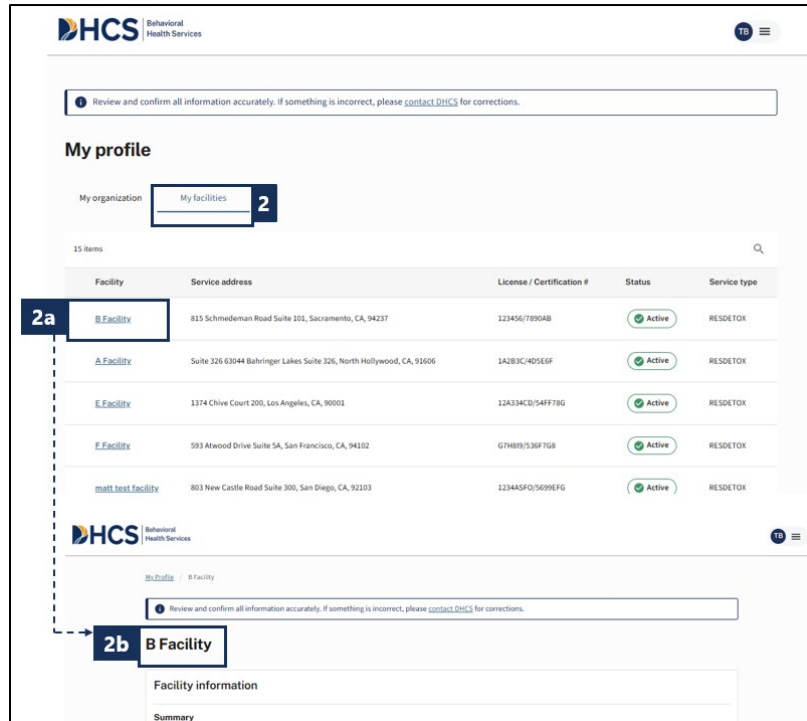 DHCS Behavioral Health Services
TB
Review and confirm all information accurately. If something is incorrect, please contact DHCS for corrections.
My profile
My organization My facilities 2
15 items
Facility Service address License / Certification # Status Service type
2a B Facility 815 Schmedeman Road Suite 101, Sacramento, CA, 94237 123456/7890AB Active RESDETOX
A Facility Suite 326 63044 Bahringer Lakes Suite 326, North Hollywood, CA, 91606 1A2B3C/4D5E6F Active RESDETOX
E Facility 1374 Chive Court 200, Los Angeles, CA, 90001 12A334CD/54FF78G Active RESDETOX
F Facility 593 Atwood Drive Suite 5A, San Francisco, CA, 94102 G7H8I9/536F7G8 Active RESDETOX
matt test facility 803 New Castle Road Suite 300, San Diego, CA, 92103 1234ASFO/5699EFG Active RESDETOX
DHCS Behavioral Health Services
TB
My Profile / B Facility
Review and confirm all information accurately. If something is incorrect, please contact DHCS for corrections.
2b B Facility
Facility information
Summary